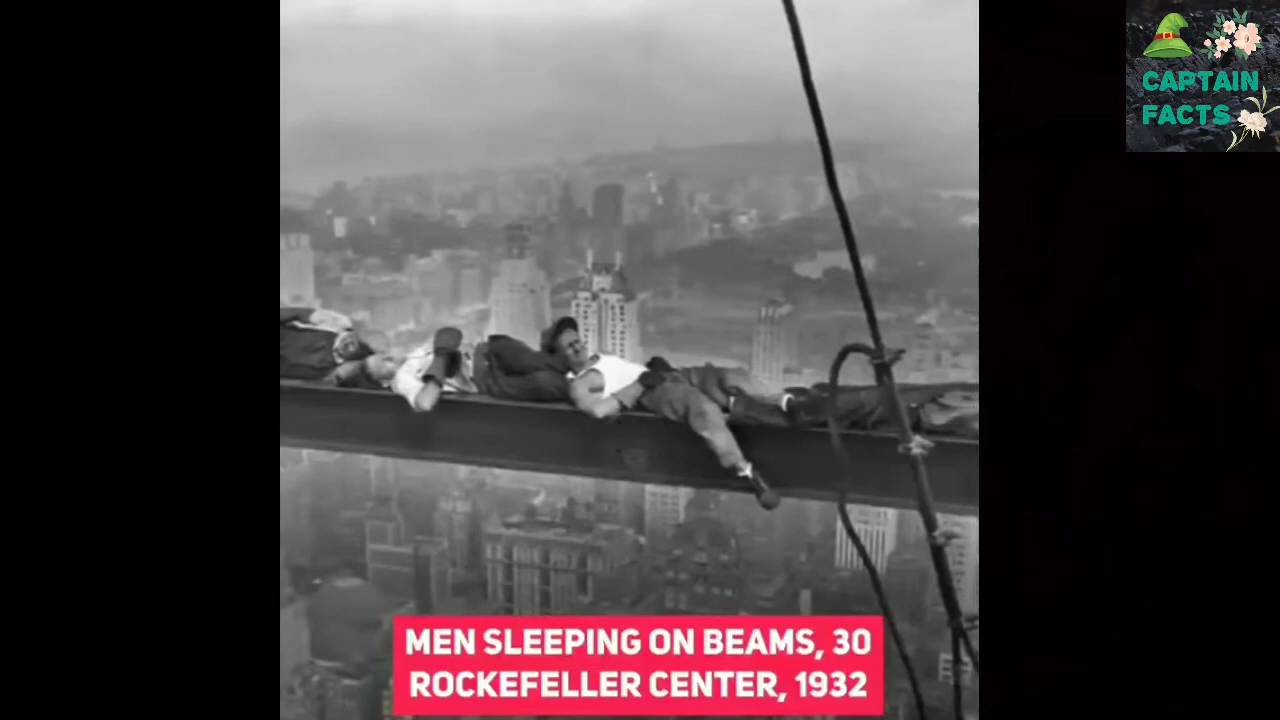 CAPTAIN
FACTS
MEN SLEEPING ON BEAMS, 30
ROCKEFELLER CENTER, 1932